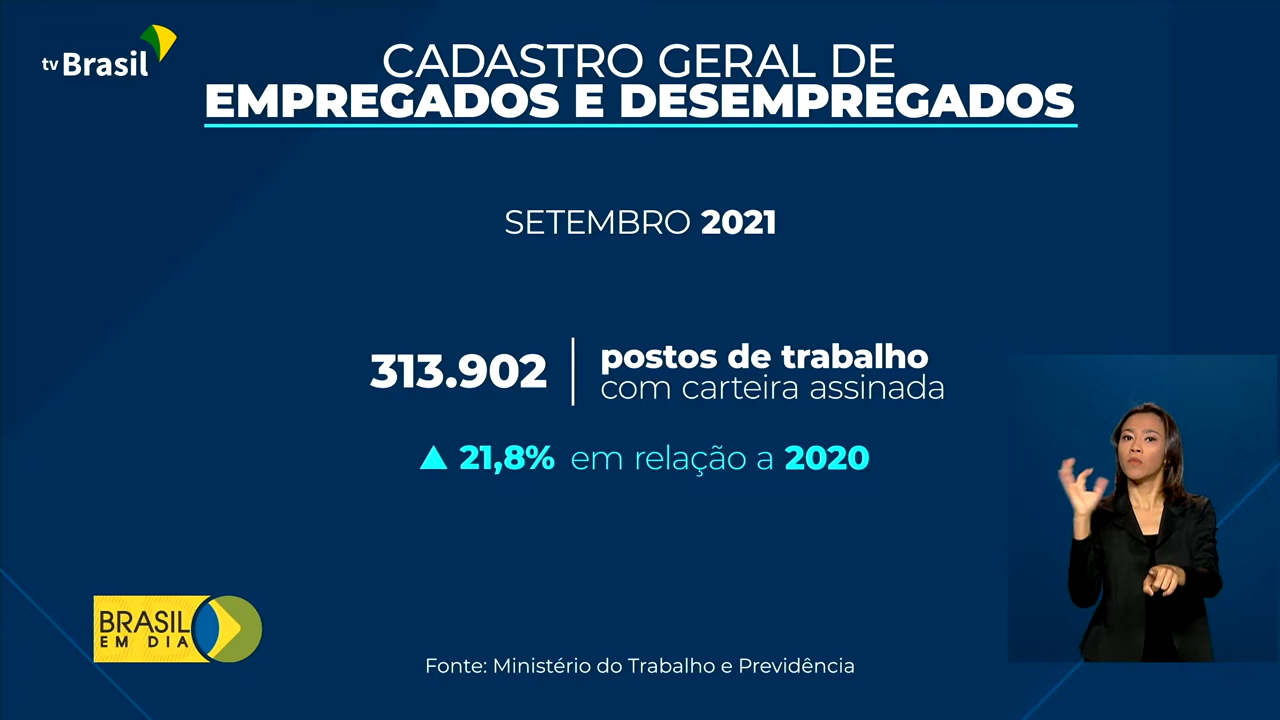 tv Brasil
CADASTRO GERAL DE
EMPREGADOS E DESEMPREGADOS
SETEMBRO 2021
313.902
postos de trabalho
com carteira assinada
▲ 21,8% em relação a 2020
BRASIL
EM DIA
Fonte: Ministério do Trabalho e Previdência